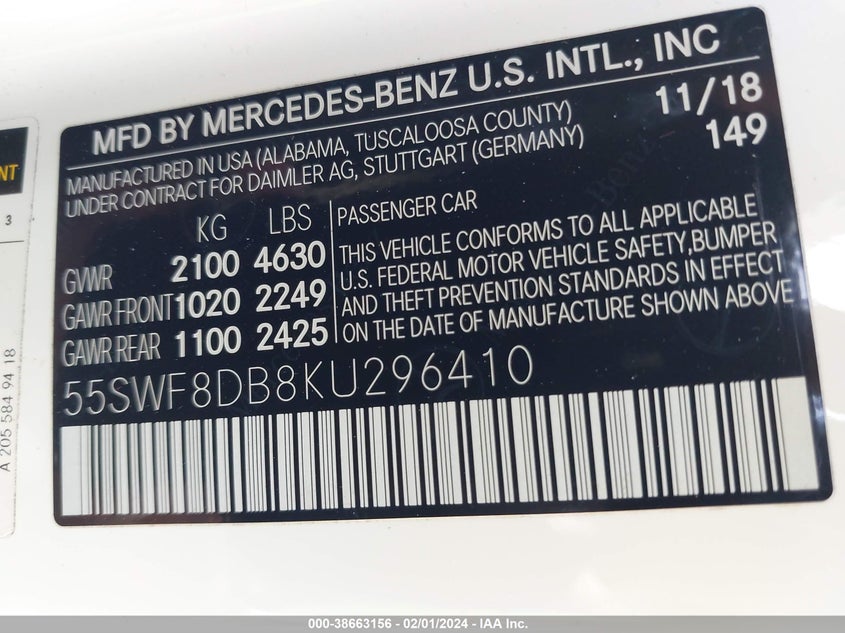 MFD BY MERCEDES-BENZ U.S. INTL., INC
MANUFACTURED IN USA (ALABAMA, TUSCALOOSA COUNTY) 11/18
UNDER CONTRACT FOR DAIMLER AG, STUTTGART (GERMANY) 149
KG LBS PASSENGER CAR
GVWR 2100 4630 THIS VEHICLE CONFORMS TO ALL APPLICABLE
U.S. FEDERAL MOTOR VEHICLE SAFETY,BUMPER
GAWR FRONT 1020 2249 AND THEFT PREVENTION STANDARDS IN EFFECT
GAWR REAR 1100 2425 ON THE DATE OF MANUFACTURE SHOWN ABOVE
55SWF8DB8KU296410
NT
3
A 205 584 94 18
000-38663156 - 02/01/2024 - IAA Inc.